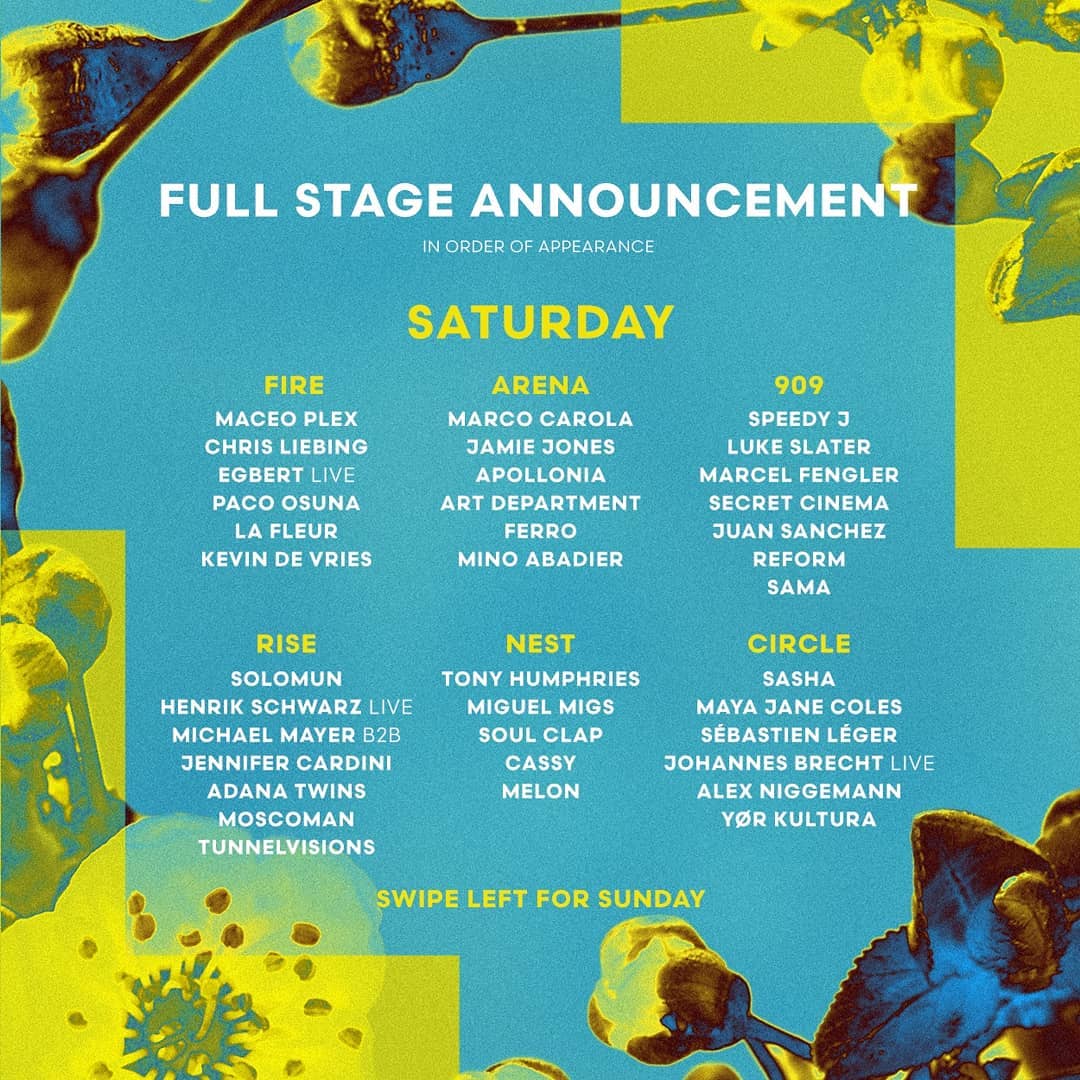 FULL STAGE ANNOUNCEMENT
IN ORDER OF APPEARANCE
SATURDAY
FIRE
MACEO PLEX
CHRIS LIEBING
EGBERT LIVE
PACO OSUNA
LA FLEUR
KEVIN DE VRIES
ARENA
MARCO CAROLA
JAMIE JONES
APOLLONIA
ART DEPARTMENT
FERRO
MINO ABADIER
909
SPEEDY J
LUKE SLATER
MARCEL FENGLER
SECRET CINEMA
JUAN SANCHEZ
REFORM
SAMA
RISE
SOLOMUN
HENRIK SCHWARZ LIVE
MICHAEL MAYER B2B
JENNIFER CARDINI
ADANA TWINS
MOSCOMAN
TUNNELVISIONS
NEST
TONY HUMPHRIES
MIGUEL MIGS
SOUL CLAP
CASSY
MELON
CIRCLE
SASHA
MAYA JANE COLES
SÉBASTIEN LÉGER
JOHANNES BRECHT LIVE
ALEX NIGGEMANN
YØR KULTURA
SWIPE LEFT FOR SUNDAY